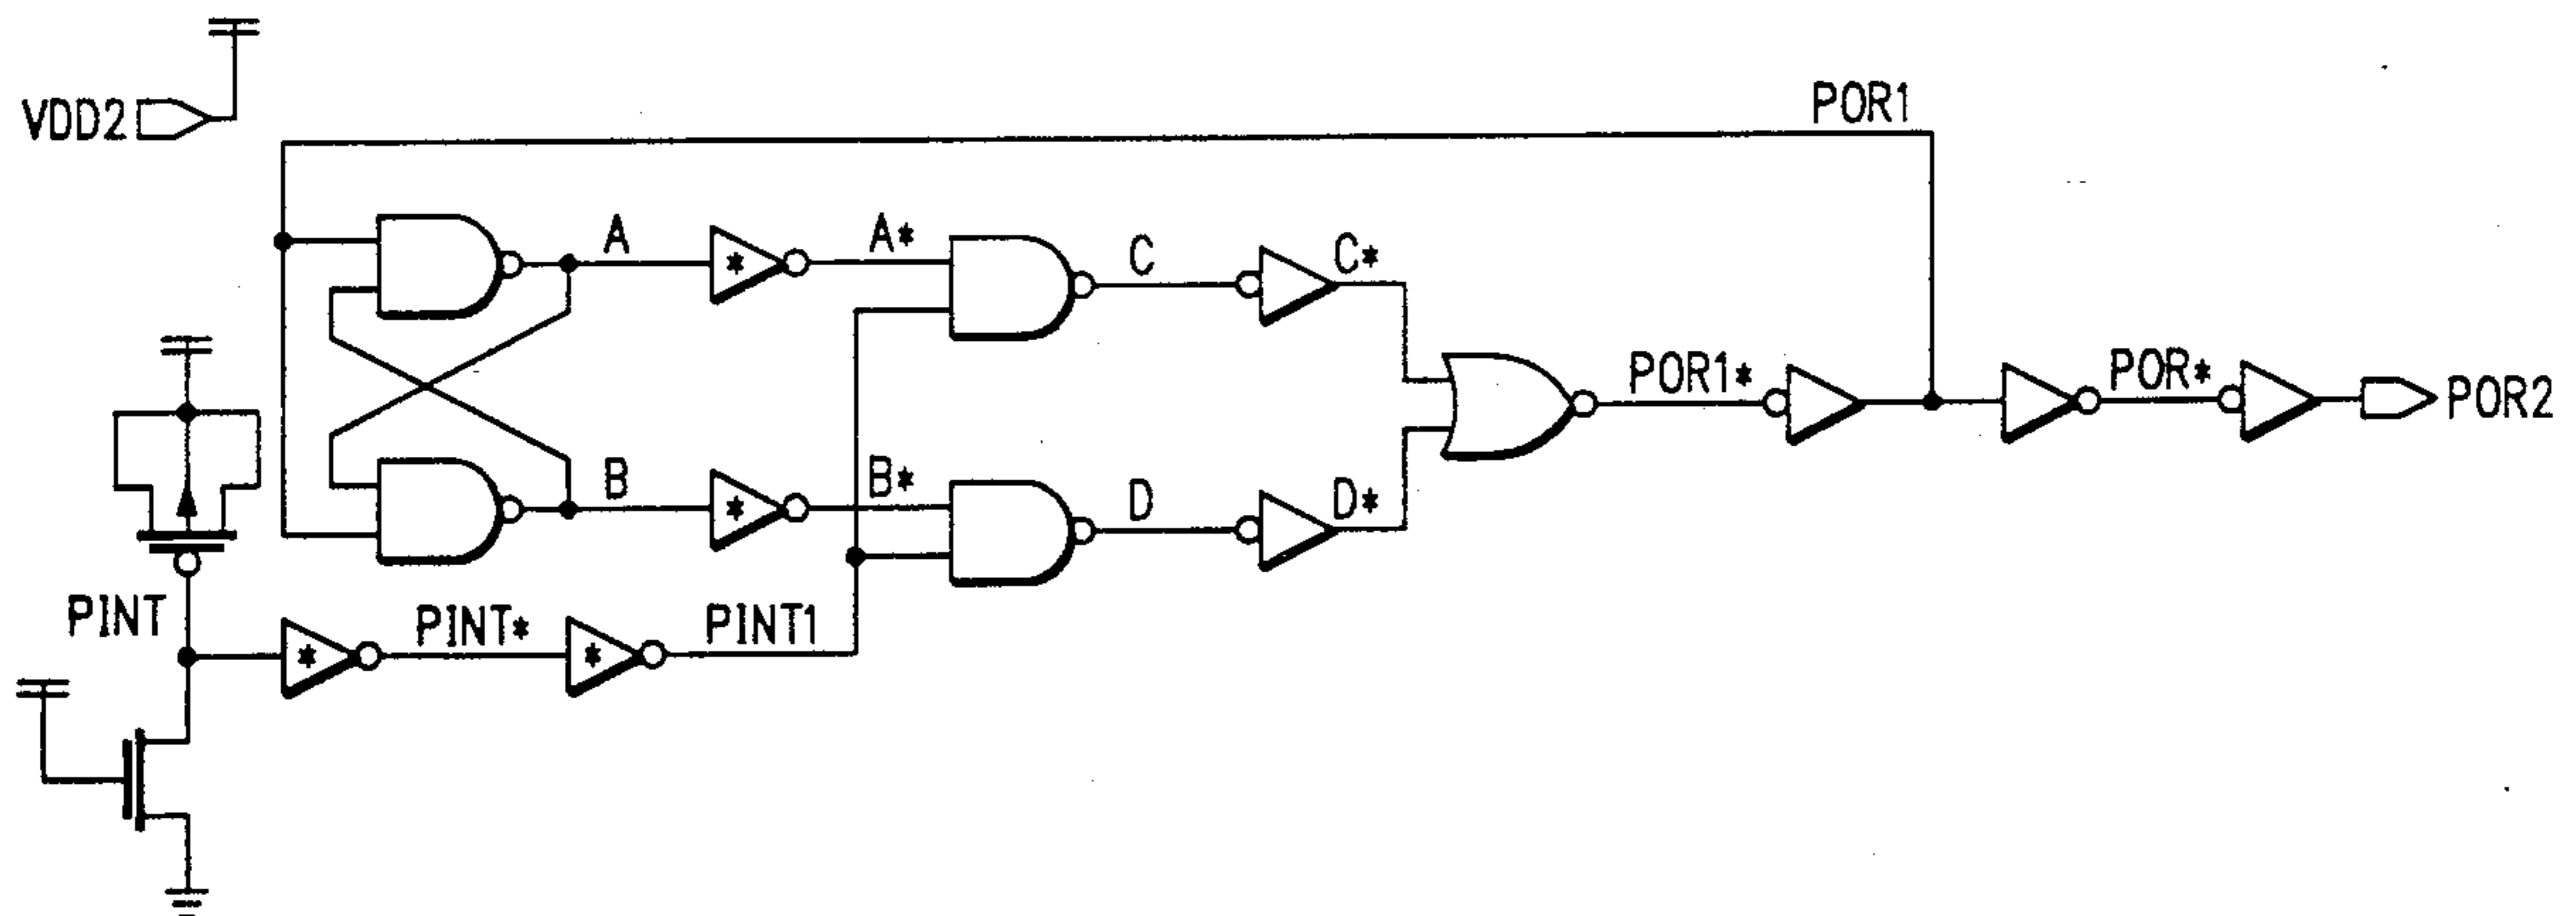 VDD2
POR1
A
*
A*
C
C*
POR1*
POR*
POR2
B
*
B*
D
D*
PINT
*
PINT*
*
PINT1